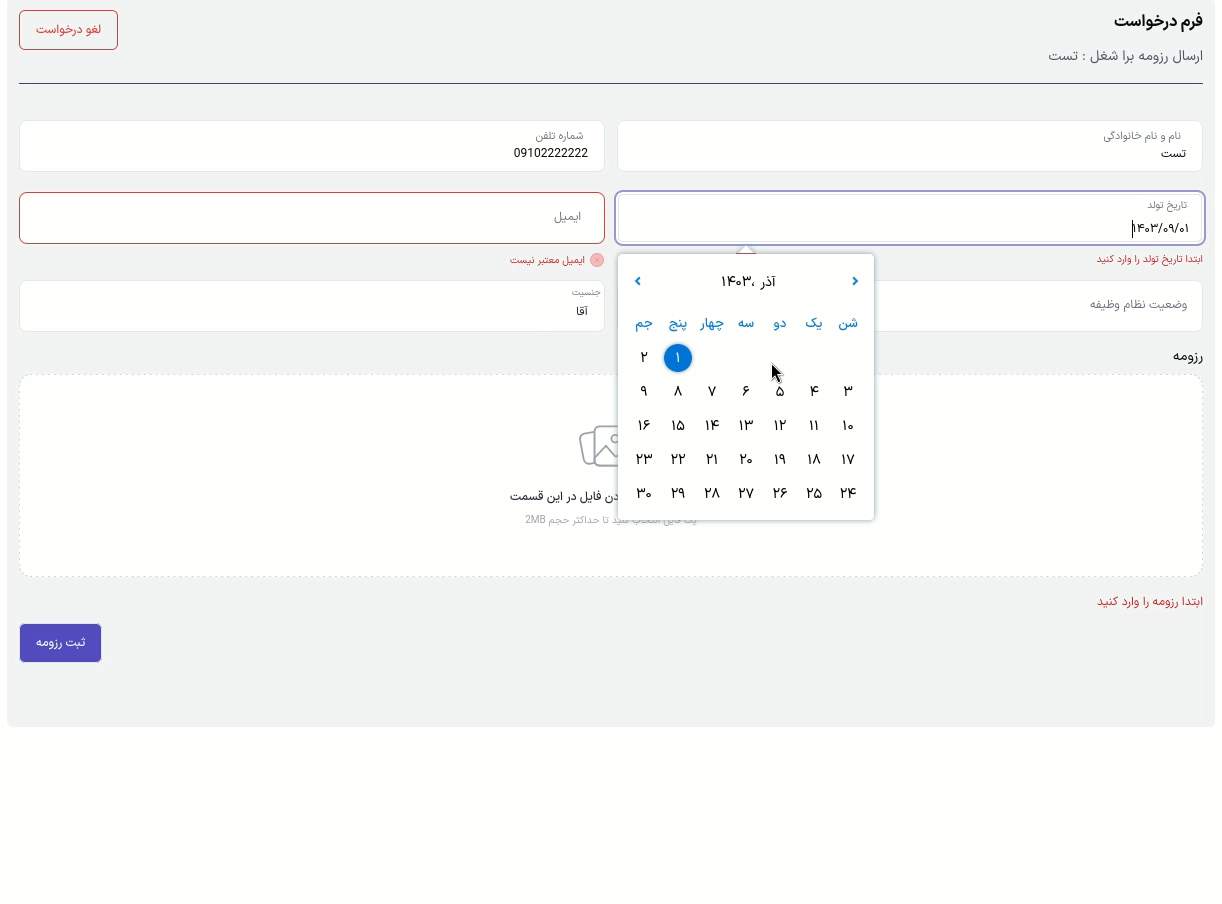 فرم درخواست
لغو درخواست
ارسال رزومه برا شغل : تست
نام و نام خانوادگی
تست
شماره تلفن
09102222222
تاریخ تولد
۱۴۰۳/۰۹/۰۱
ابتدا تاریخ تولد را وارد کنید
ایمیل
ایمیل معتبر نیست
وضعیت نظام وظیفه
جنسیت
آقا
آذر ،۱۴۰۳
شن یک دو سه چهار پنج جم
۱ ۲
۳ ۴ ۵ ۶ ۷ ۸ ۹
۱۰ ۱۱ ۱۲ ۱۳ ۱۴ ۱۵ ۱۶
۱۷ ۱۸ ۱۹ ۲۰ ۲۱ ۲۲ ۲۳
۲۴ ۲۵ ۲۶ ۲۷ ۲۸ ۲۹ ۳۰
رزومه
دن فایل در این قسمت
یک فایل انتخاب کنید تا حداکثر حجم 2MB
ابتدا رزومه را وارد کنید
ثبت رزومه